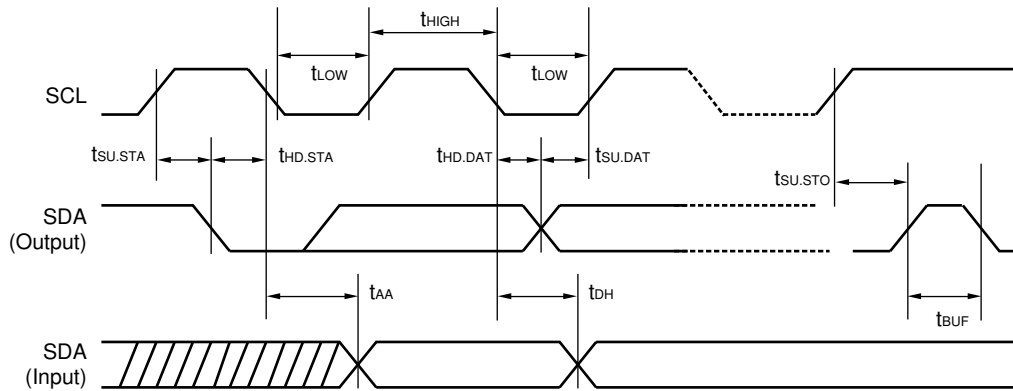 tHIGH
tLOW
tLOW
SCL
tSU.STA
tHD.STA
tHD.DAT
tSU.DAT
tSU.STO
SDA
(Output)
tAA
tDH
tBUF
SDA
(Input)